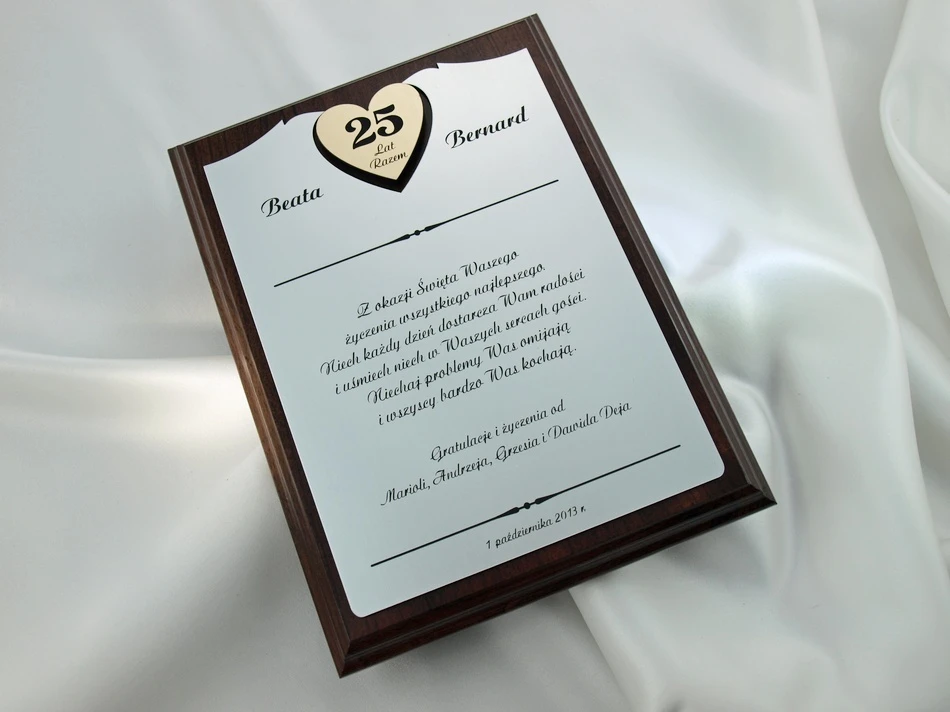 25
Lat
Razem
Beata
Bernard
Z okazji Święta Waszego
życzenia wszystkiego najlepszego.
Niech każdy dzień dostarcza Wam radości
i uśmiech niech w Waszych sercach gości.
Niechaj problemy Was omijają
i wszyscy bardzo Was kochają.
Gratulacje i życzenia od
Marioli, Andrzeja, Grzesia i Dawida Deja
1 października 2013 r.